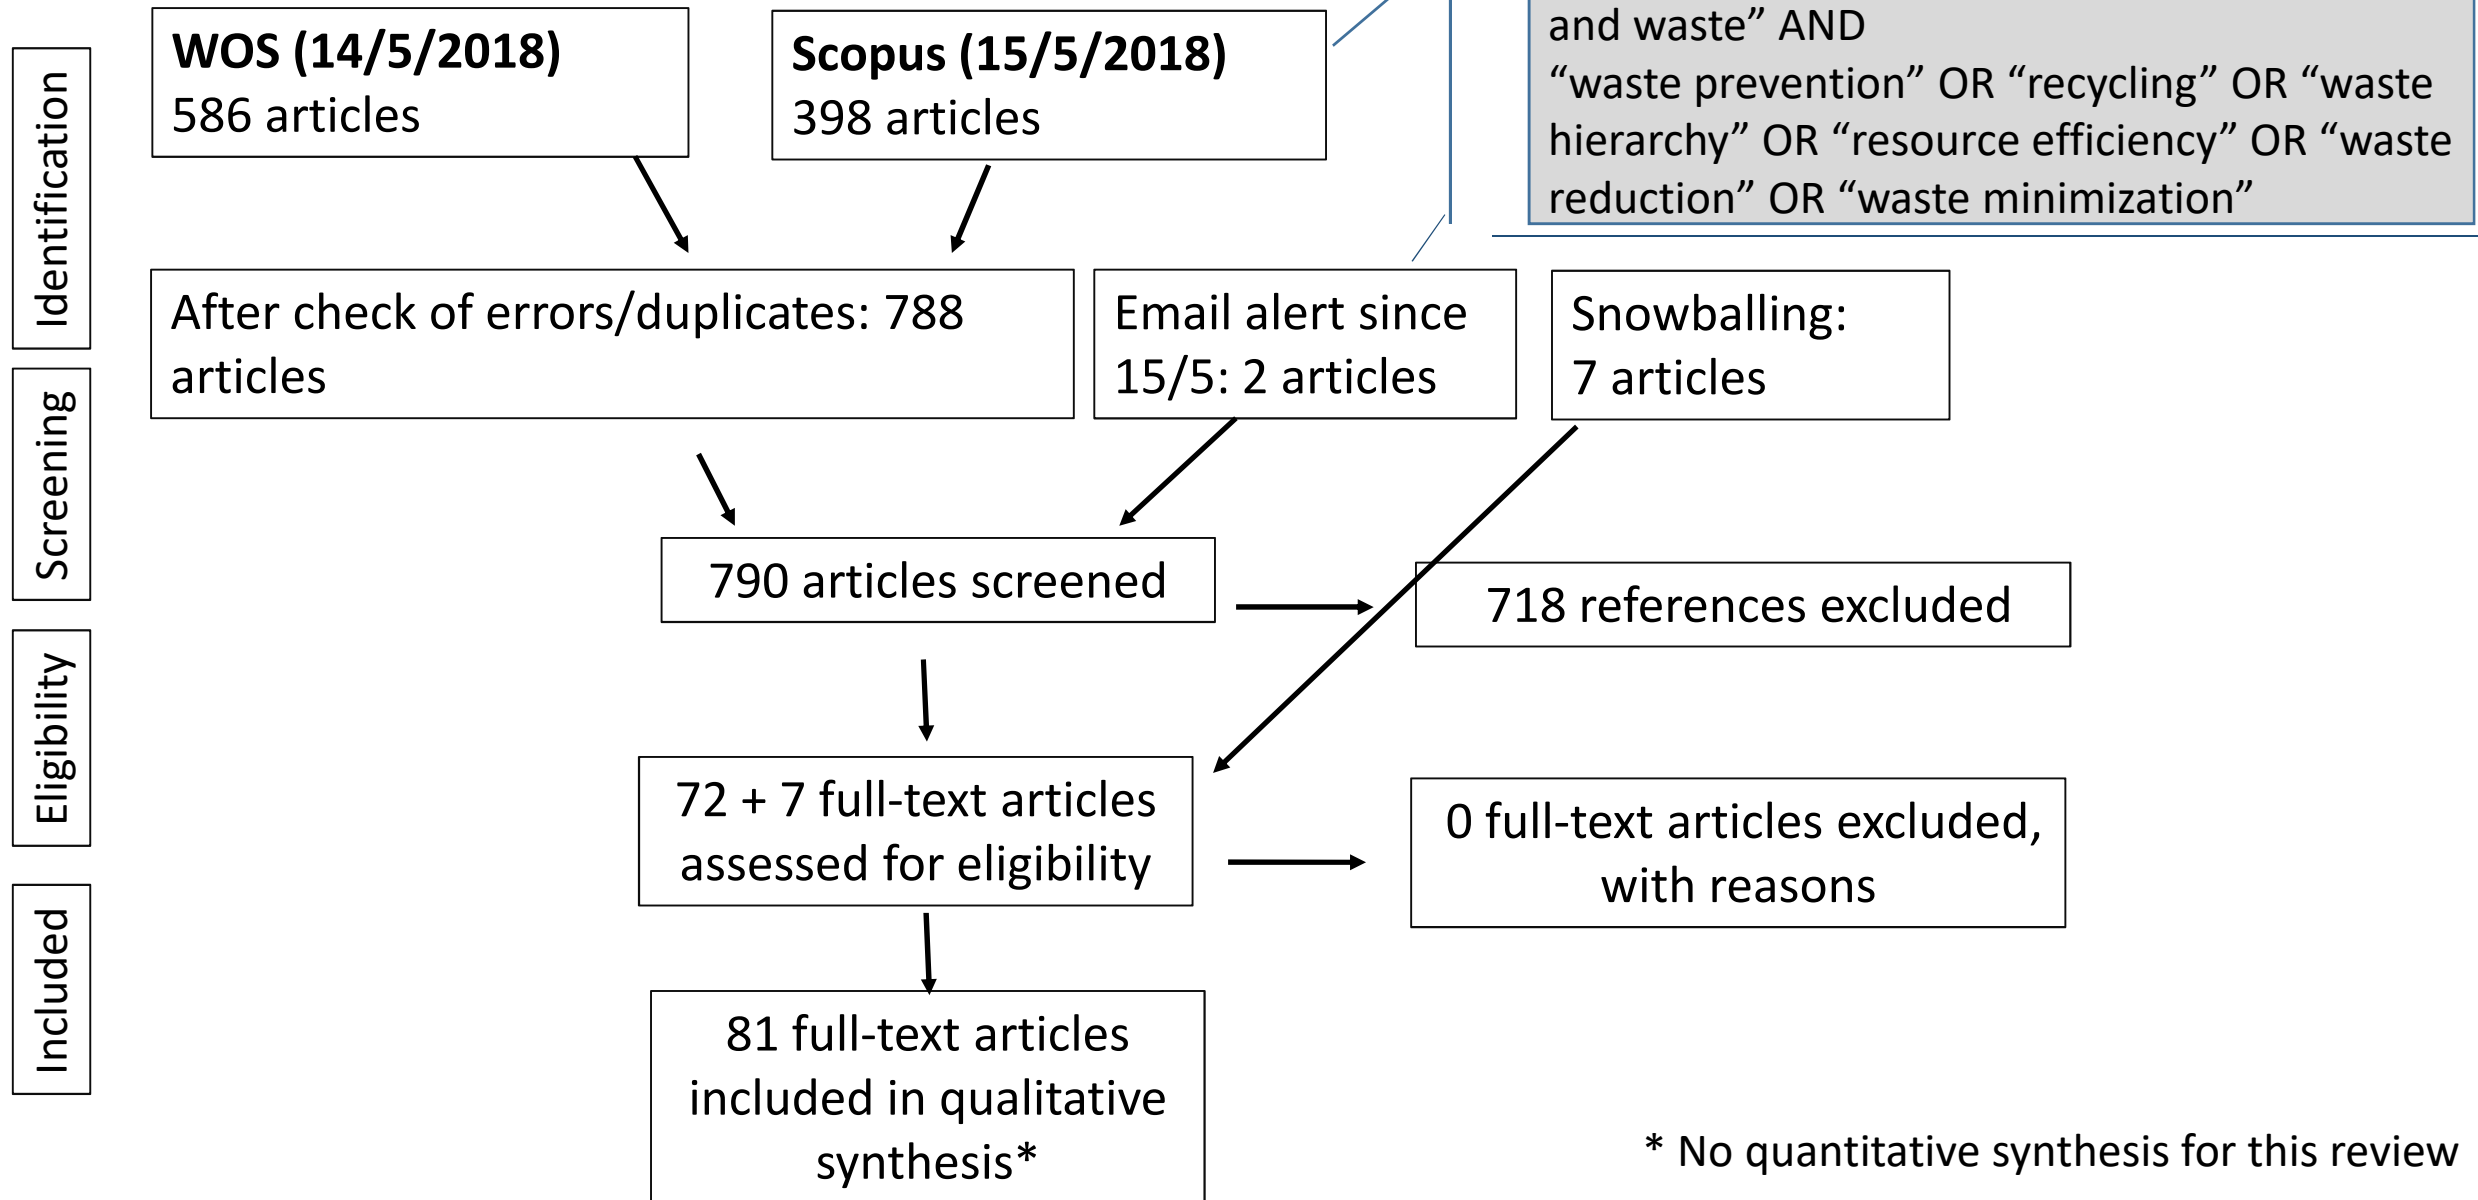 WOS (14/5/2018)
586 articles
Scopus (15/5/2018)
398 articles
and waste” AND
“waste prevention” OR “recycling” OR “waste
hierarchy” OR “resource efficiency” OR “waste
reduction” OR “waste minimization”
Identification
After check of errors/duplicates: 788
articles
Email alert since
15/5: 2 articles
Snowballing:
7 articles
Screening
790 articles screened
718 references excluded
Eligibility
72 + 7 full-text articles
assessed for eligibility
0 full-text articles excluded,
with reasons
Included
81 full-text articles
included in qualitative
synthesis*
* No quantitative synthesis for this review